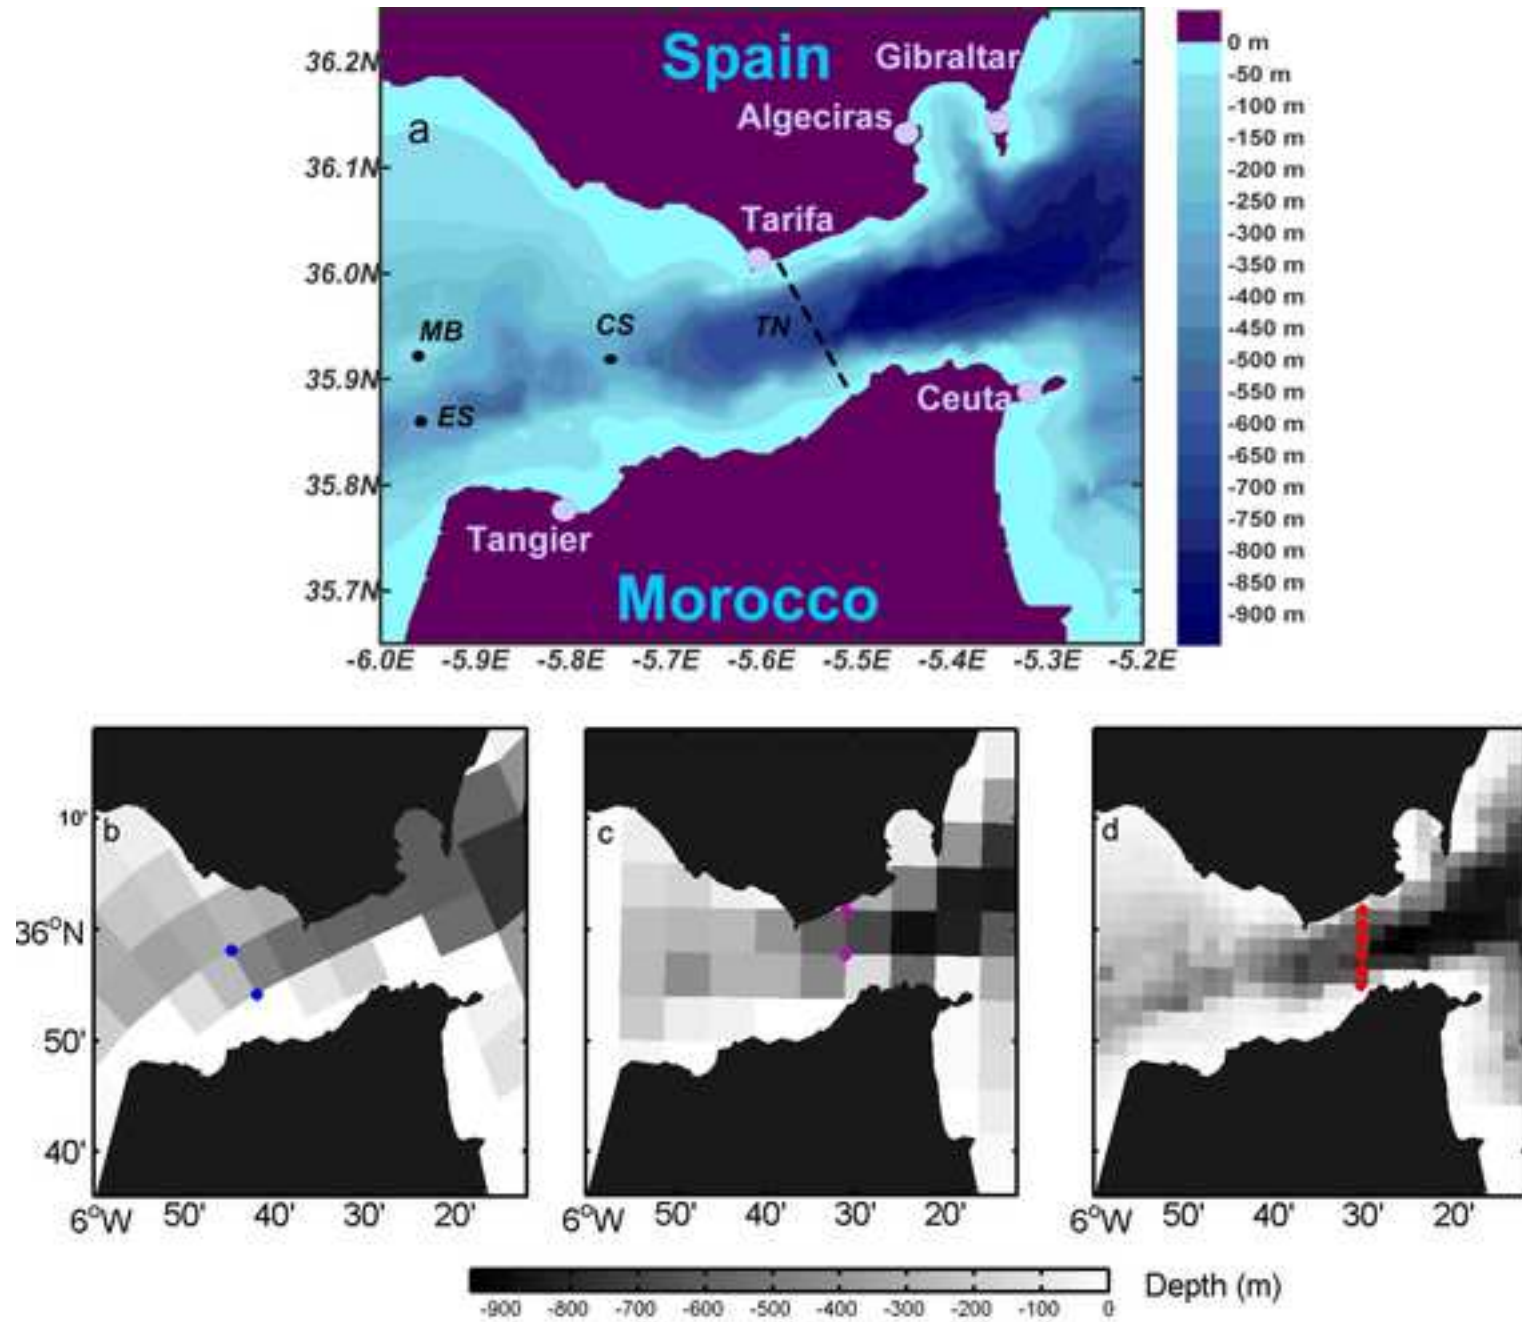 Spain
Gibraltar
Algeciras
a
Tarifa
MB
CS
TN
ES
Ceuta
Tangier
Morocco
36.2N
36.1N
36.0N
35.9N
35.8N
35.7N
-6.0E -5.9E -5.8E -5.7E -5.6E -5.5E -5.4E -5.3E -5.2E
0 m
-50 m
-100 m
-150 m
-200 m
-250 m
-300 m
-350 m
-400 m
-450 m
-500 m
-550 m
-600 m
-650 m
-700 m
-750 m
-800 m
-850 m
-900 m
b
10'
36°N
50'
40'
6°W 50' 40' 30' 20'
c
6°W 50' 40' 30' 20'
d
6°W 50' 40' 30' 20'
-900 -800 -700 -600 -500 -400 -300 -200 -100 0
Depth (m)